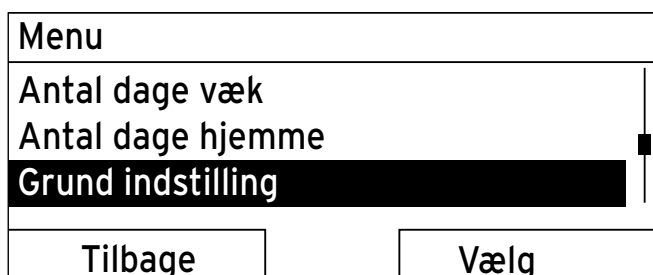 Menu
Antal dage væk
Antal dage hjemme
Grund indstilling
Tilbage
Vælg